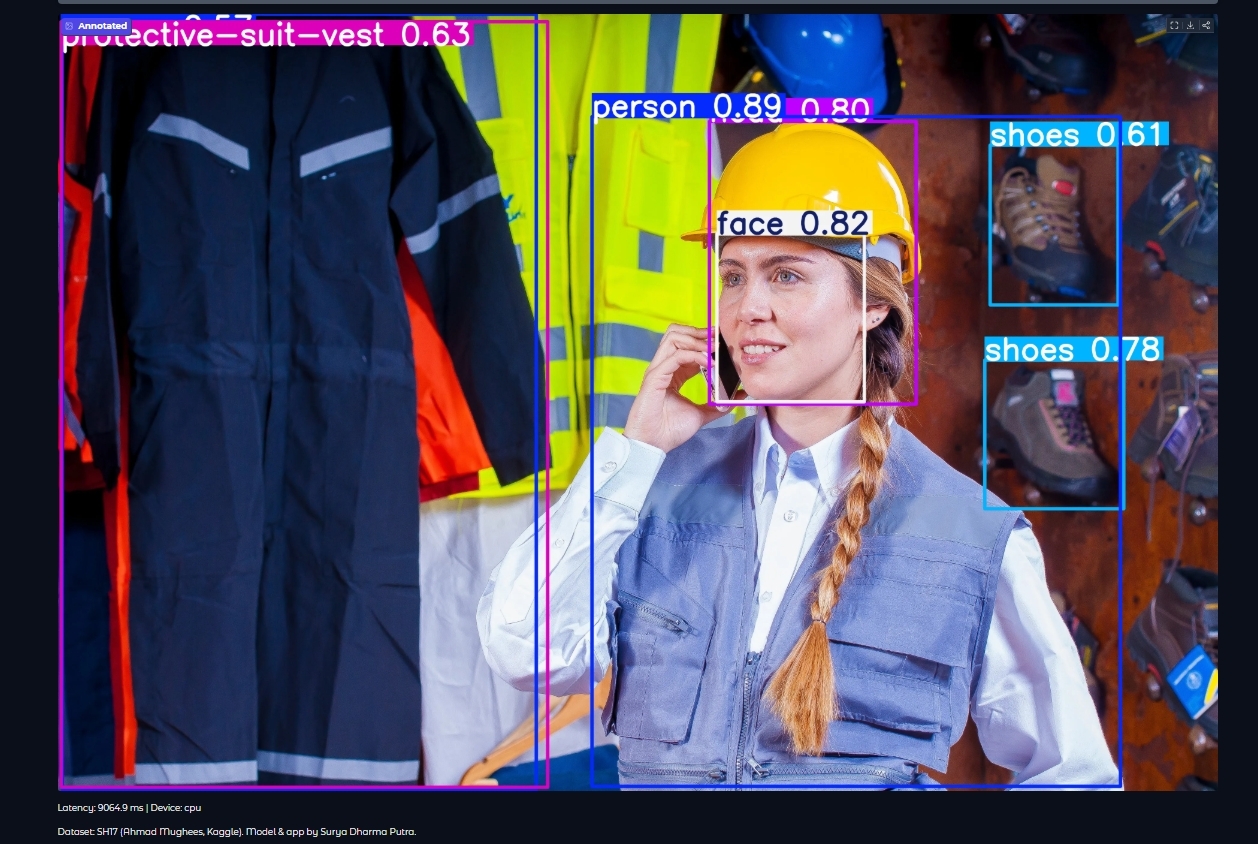 Annotated
0.57
protective-suit-vest 0.63
person 0.89
head 0.80
shoes 0.61
face 0.82
shoes 0.78
Latency: 9064.9 ms | Device: cpu
Dataset: SH17 (Ahmad Mughees, Kaggle). Model & app by Surya Dharma Putra.